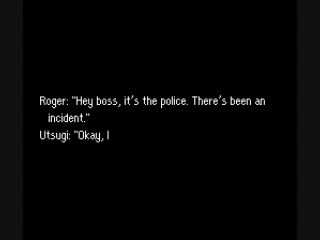 Roger: "Hey boss, it's the police. There's been an
incident."
Utsugi: "Okay, I